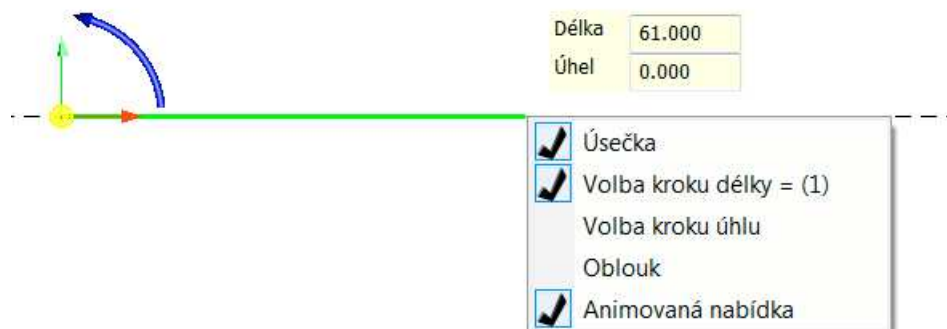 Délka 61.000
Úhel 0.000
Úsečka
Volba kroku délky = (1)
Volba kroku úhlu
Oblouk
Animovaná nabídka